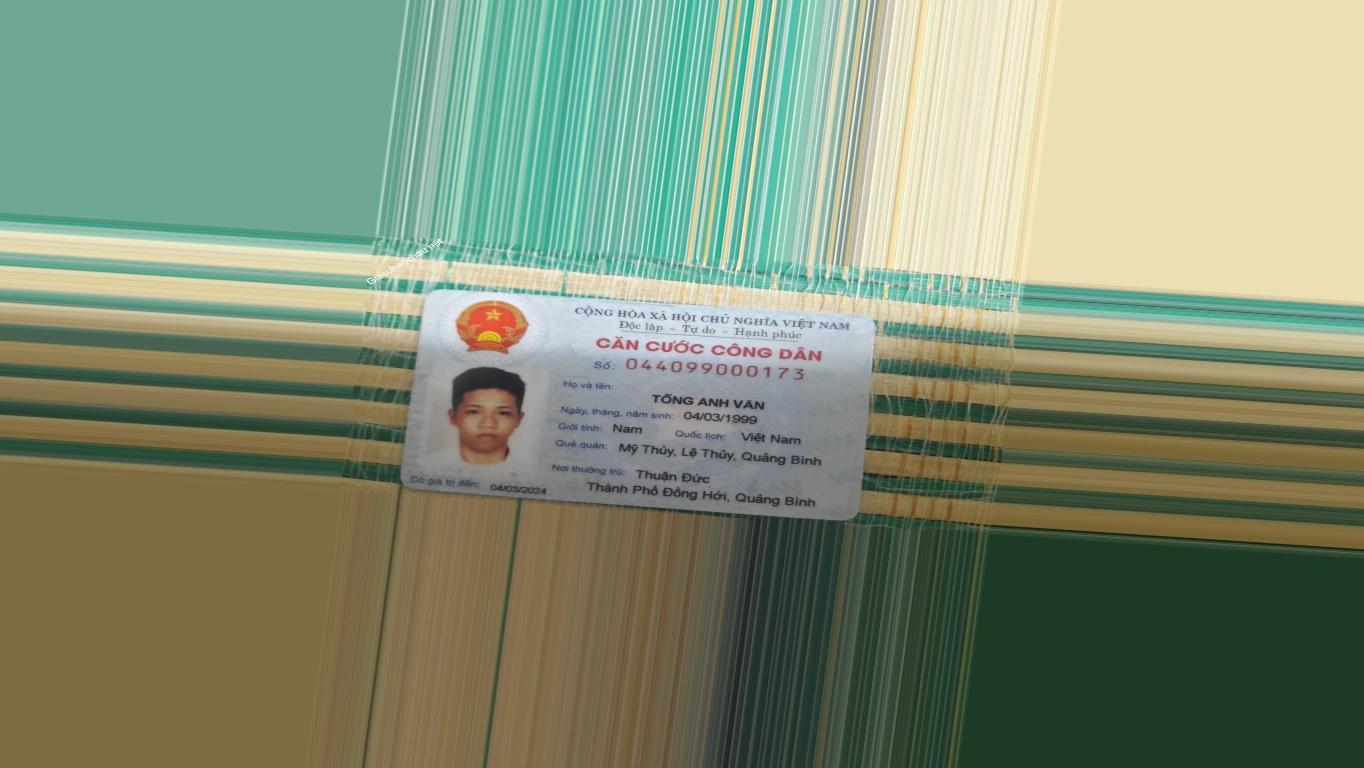 CỘNG HÒA XÃ HỘI CHỦ NGHĨA VIỆT NAM
Độc lập - Tự do - Hạnh phúc
CĂN CƯỚC CÔNG DÂN
Số: 044099000173
Họ và tên:
TỐNG ANH VĂN
Ngày, tháng, năm sinh: 04/03/1999
Giới tính: Nam Quốc tịch: Việt Nam
Quê quán: Mỹ Thủy, Lệ Thủy, Quảng Bình
Nơi thường trú: Thuận Đức
Thành Phố Đồng Hới, Quảng Bình
Có giá trị đến: 04/03/2024